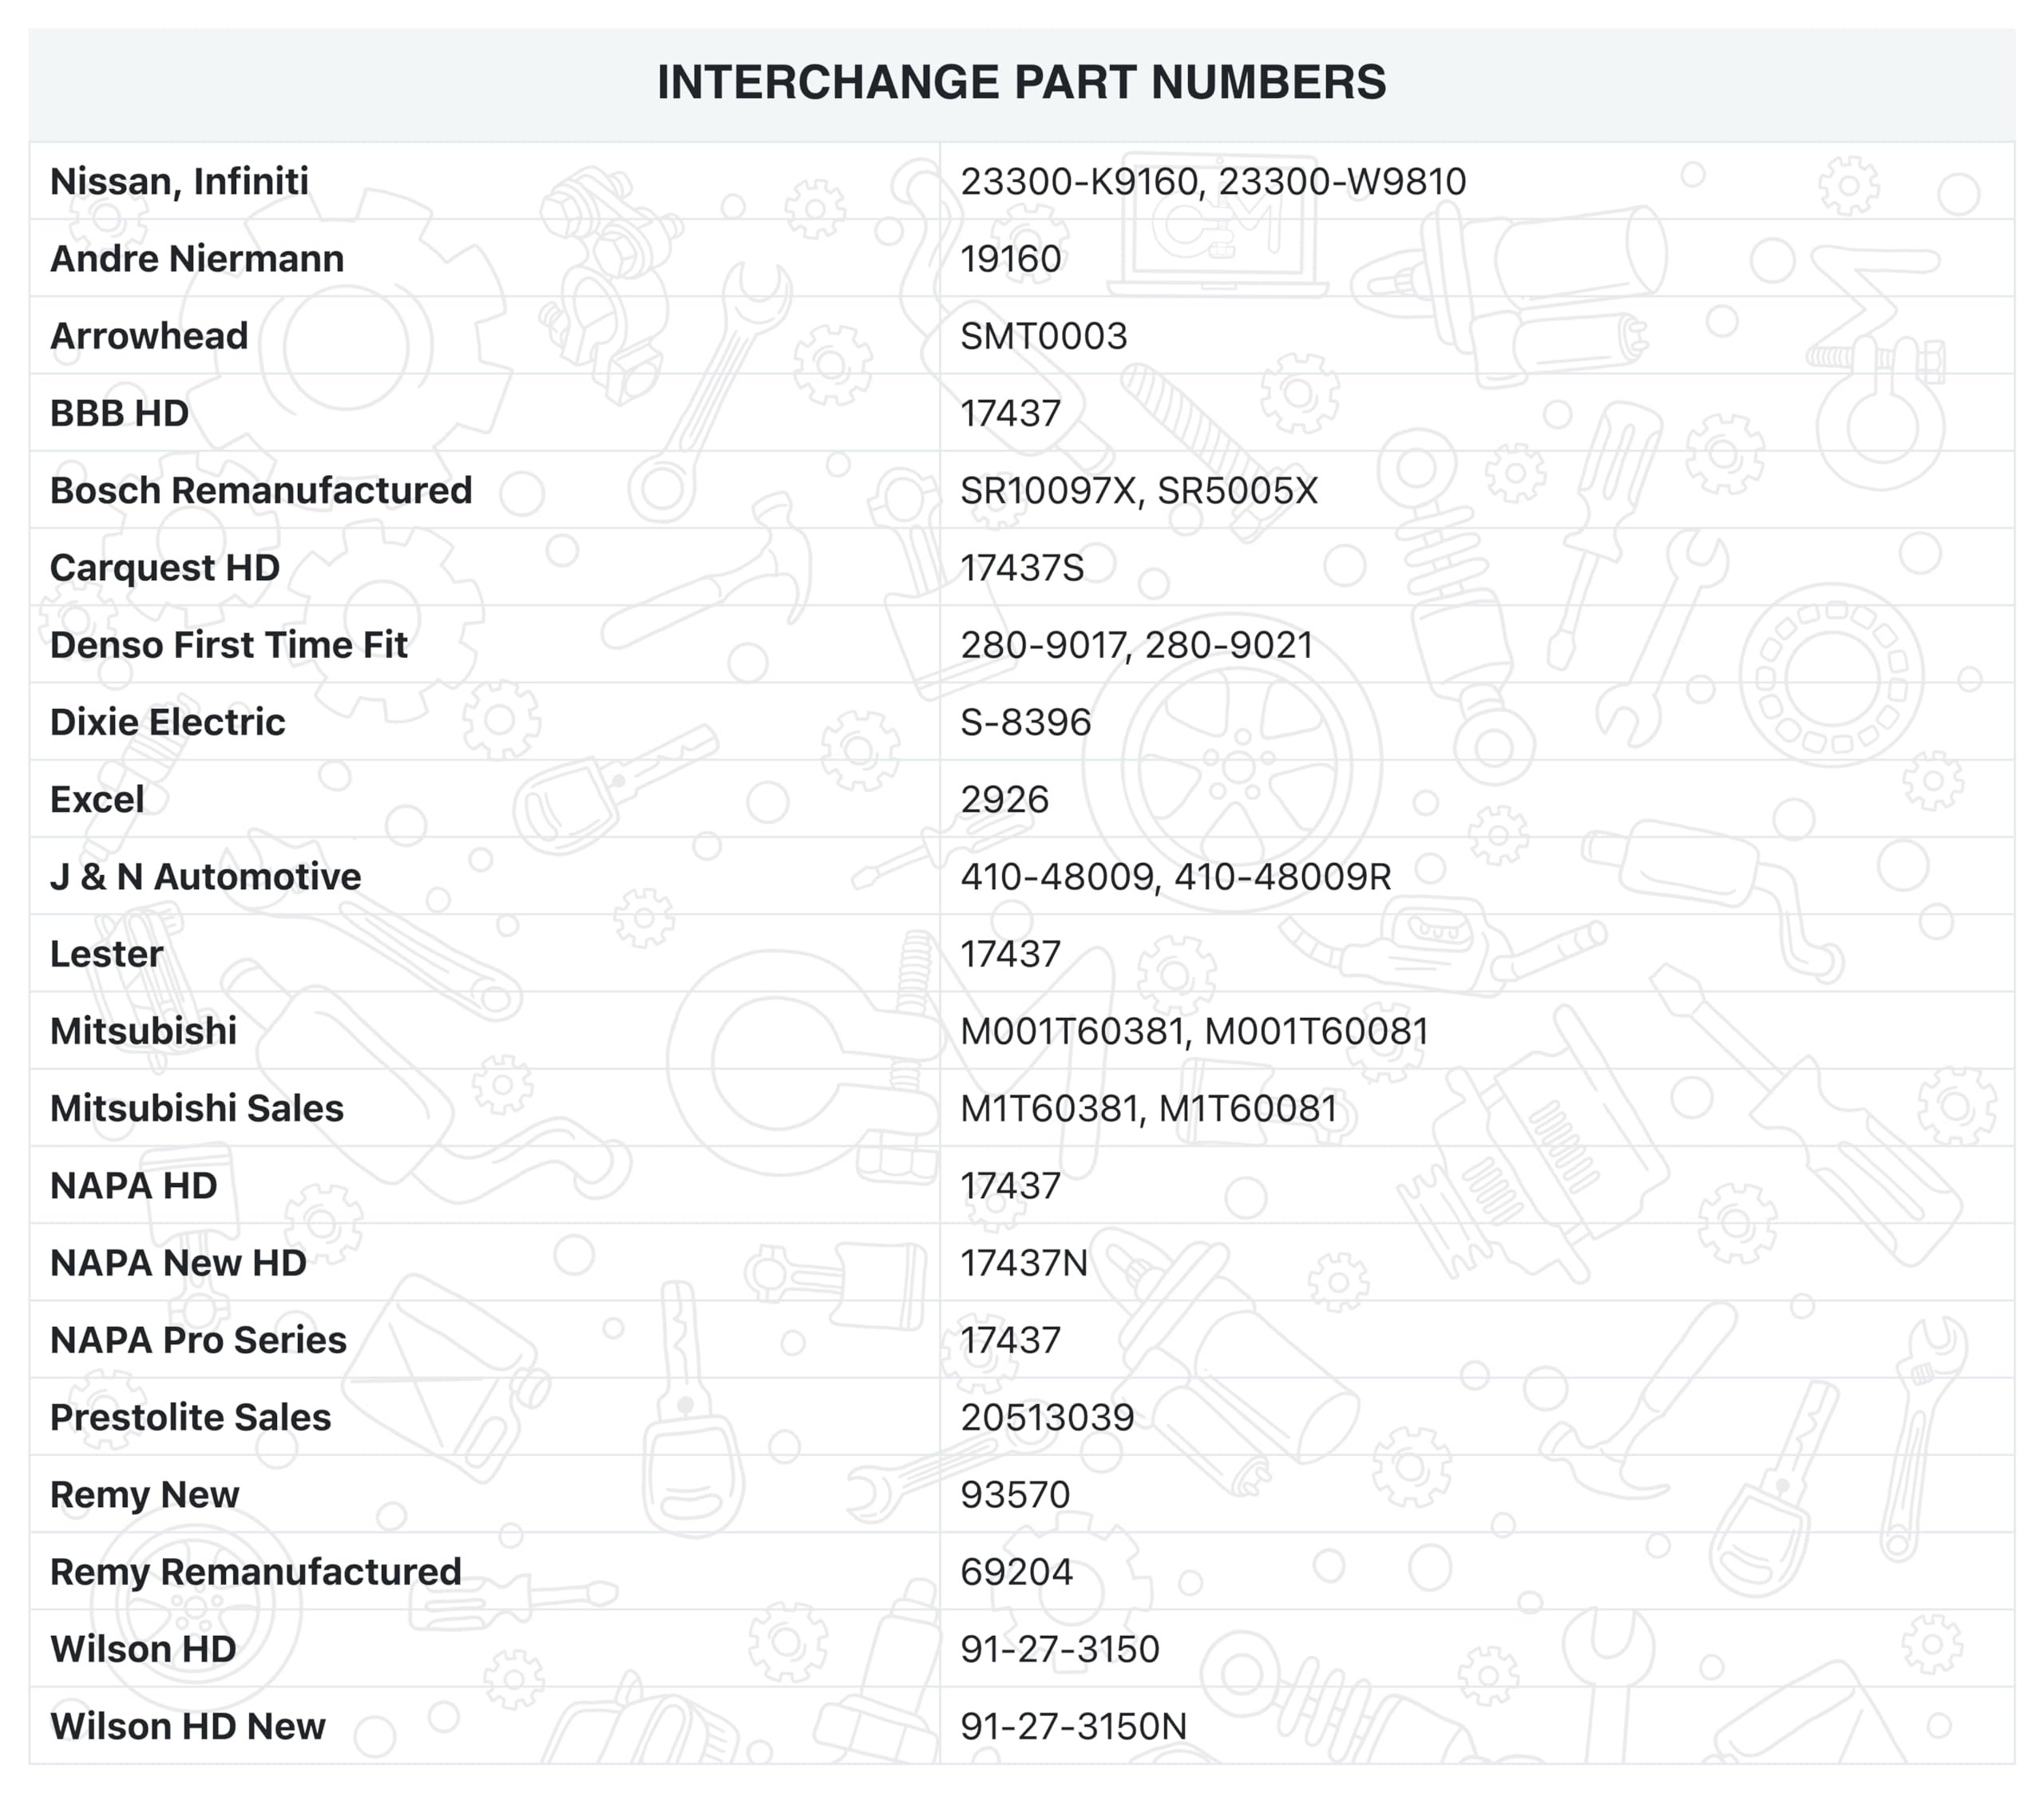 INTERCHANGE PART NUMBERS
Nissan, Infiniti 23300-K9160, 23300-W9810
Andre Niermann 19160
Arrowhead SMT0003
BBB HD 17437
Bosch Remanufactured SR10097X, SR5005X
Carquest HD 17437S
Denso First Time Fit 280-9017, 280-9021
Dixie Electric S-8396
Excel 2926
J & N Automotive 410-48009, 410-48009R
Lester 17437
Mitsubishi M001T60381, M001T60081
Mitsubishi Sales M1T60381, M1T60081
NAPA HD 17437
NAPA New HD 17437N
NAPA Pro Series 17437
Prestolite Sales 20513039
Remy New 93570
Remy Remanufactured 69204
Wilson HD 91-27-3150
Wilson HD New 91-27-3150N